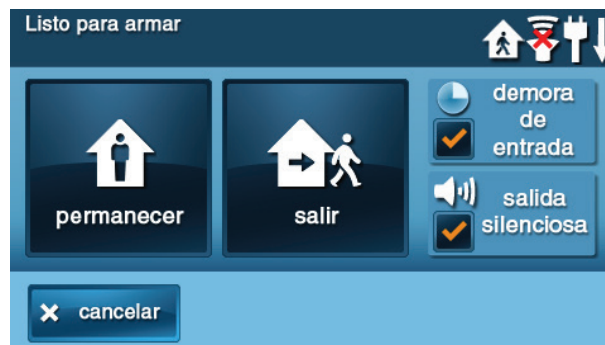 Listo para armar
permanecer
salir
demora
de
entrada
salida
silenciosa
cancelar